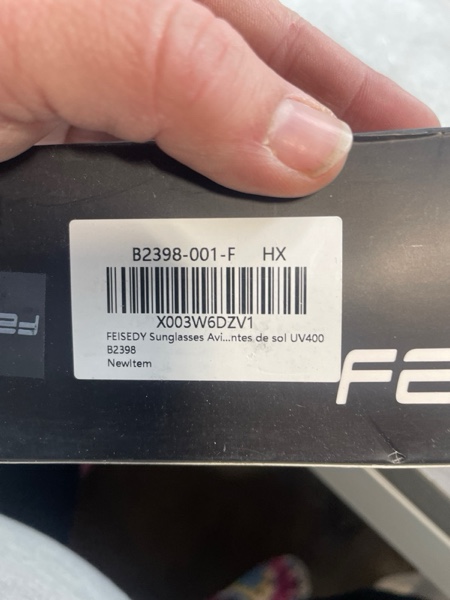 B2398-001-F HX
X003W6DZV1
FEISEDY Sunglasses Avi...ntes de sol UV400
B2398
NewItem